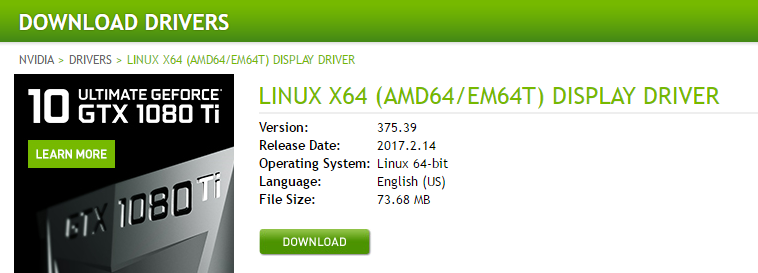 DOWNLOAD DRIVERS
NVIDIA > DRIVERS > LINUX X64 (AMD64/EM64T) DISPLAY DRIVER
10 ULTIMATE GEFORCE®
GTX 1080 Ti
LEARN MORE
GTX 1080 Ti
LINUX X64 (AMD64/EM64T) DISPLAY DRIVER
Version: 375.39
Release Date: 2017.2.14
Operating System: Linux 64-bit
Language: English (US)
File Size: 73.68 MB
DOWNLOAD